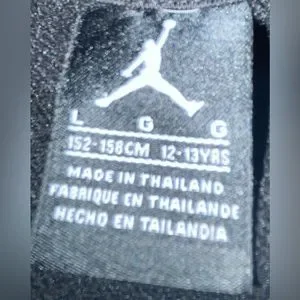 L G G
152-158CM 12-13YRS
MADE IN THAILAND
FABRIQUE EN THAILANDE
HECHO EN TAILANDIA